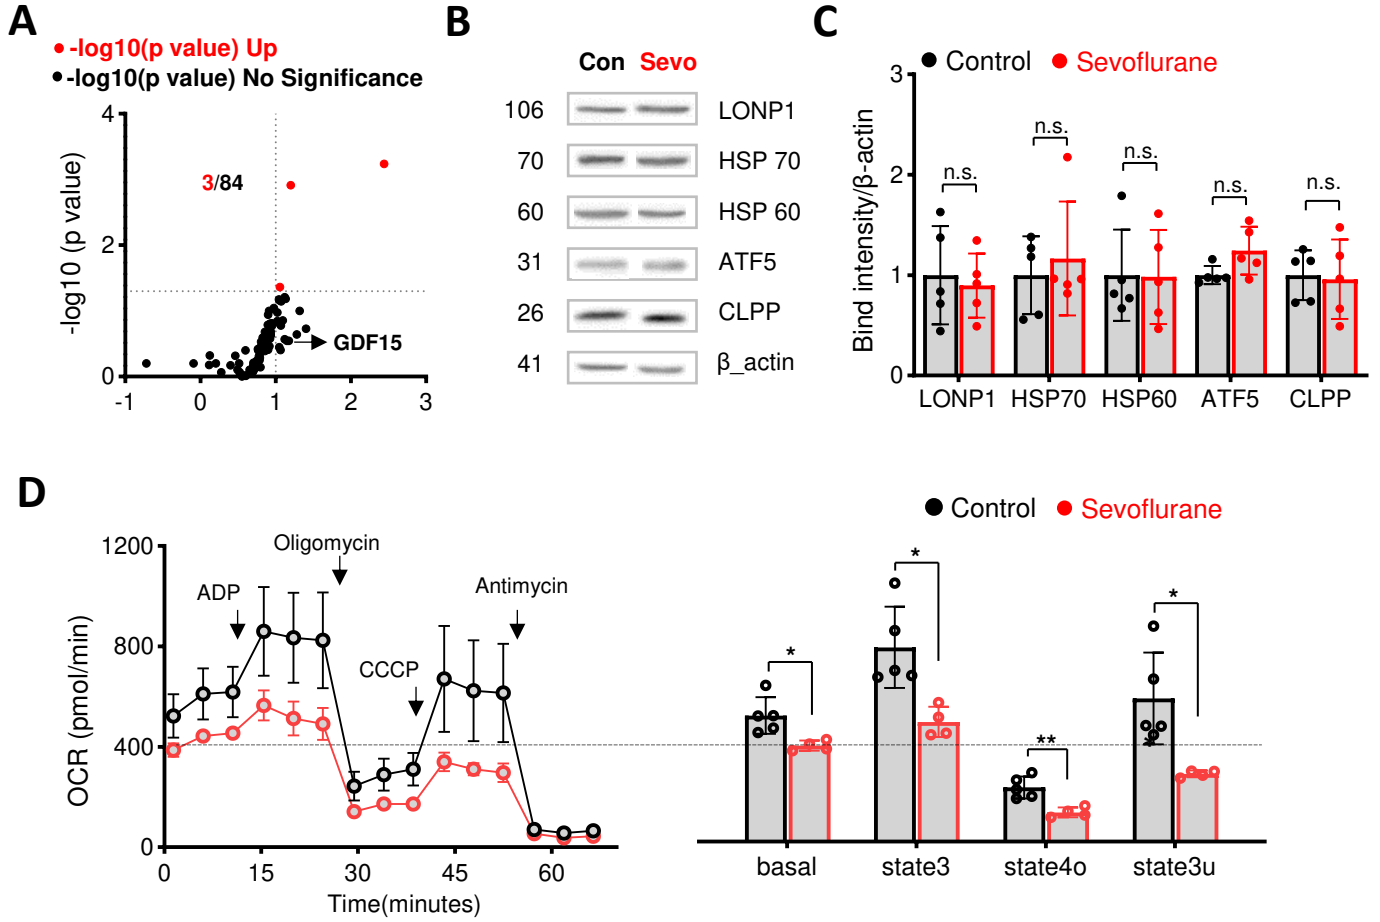 A
-log10(p value) Up
-log10(p value) No Significance
-log10 (p value)
4
2
0
3/84
GDF15
-1 0 1 2 3
B
Con Sevo
106 LONP1
70 HSP 70
60 HSP 60
31 ATF5
26 CLPP
41 β_actin
C
Control Sevoflurane
Bind intensity/β-actin
3
2
1
0
n.s.
n.s.
n.s.
n.s.
n.s.
LONP1 HSP70 HSP60 ATF5 CLPP
D
OCR (pmol/min)
1200
800
400
0
ADP
Oligomycin
CCCP
Antimycin
0 15 30 45 60
Time(minutes)
Control Sevoflurane
*
*
**
*
basal state3 state4o state3u